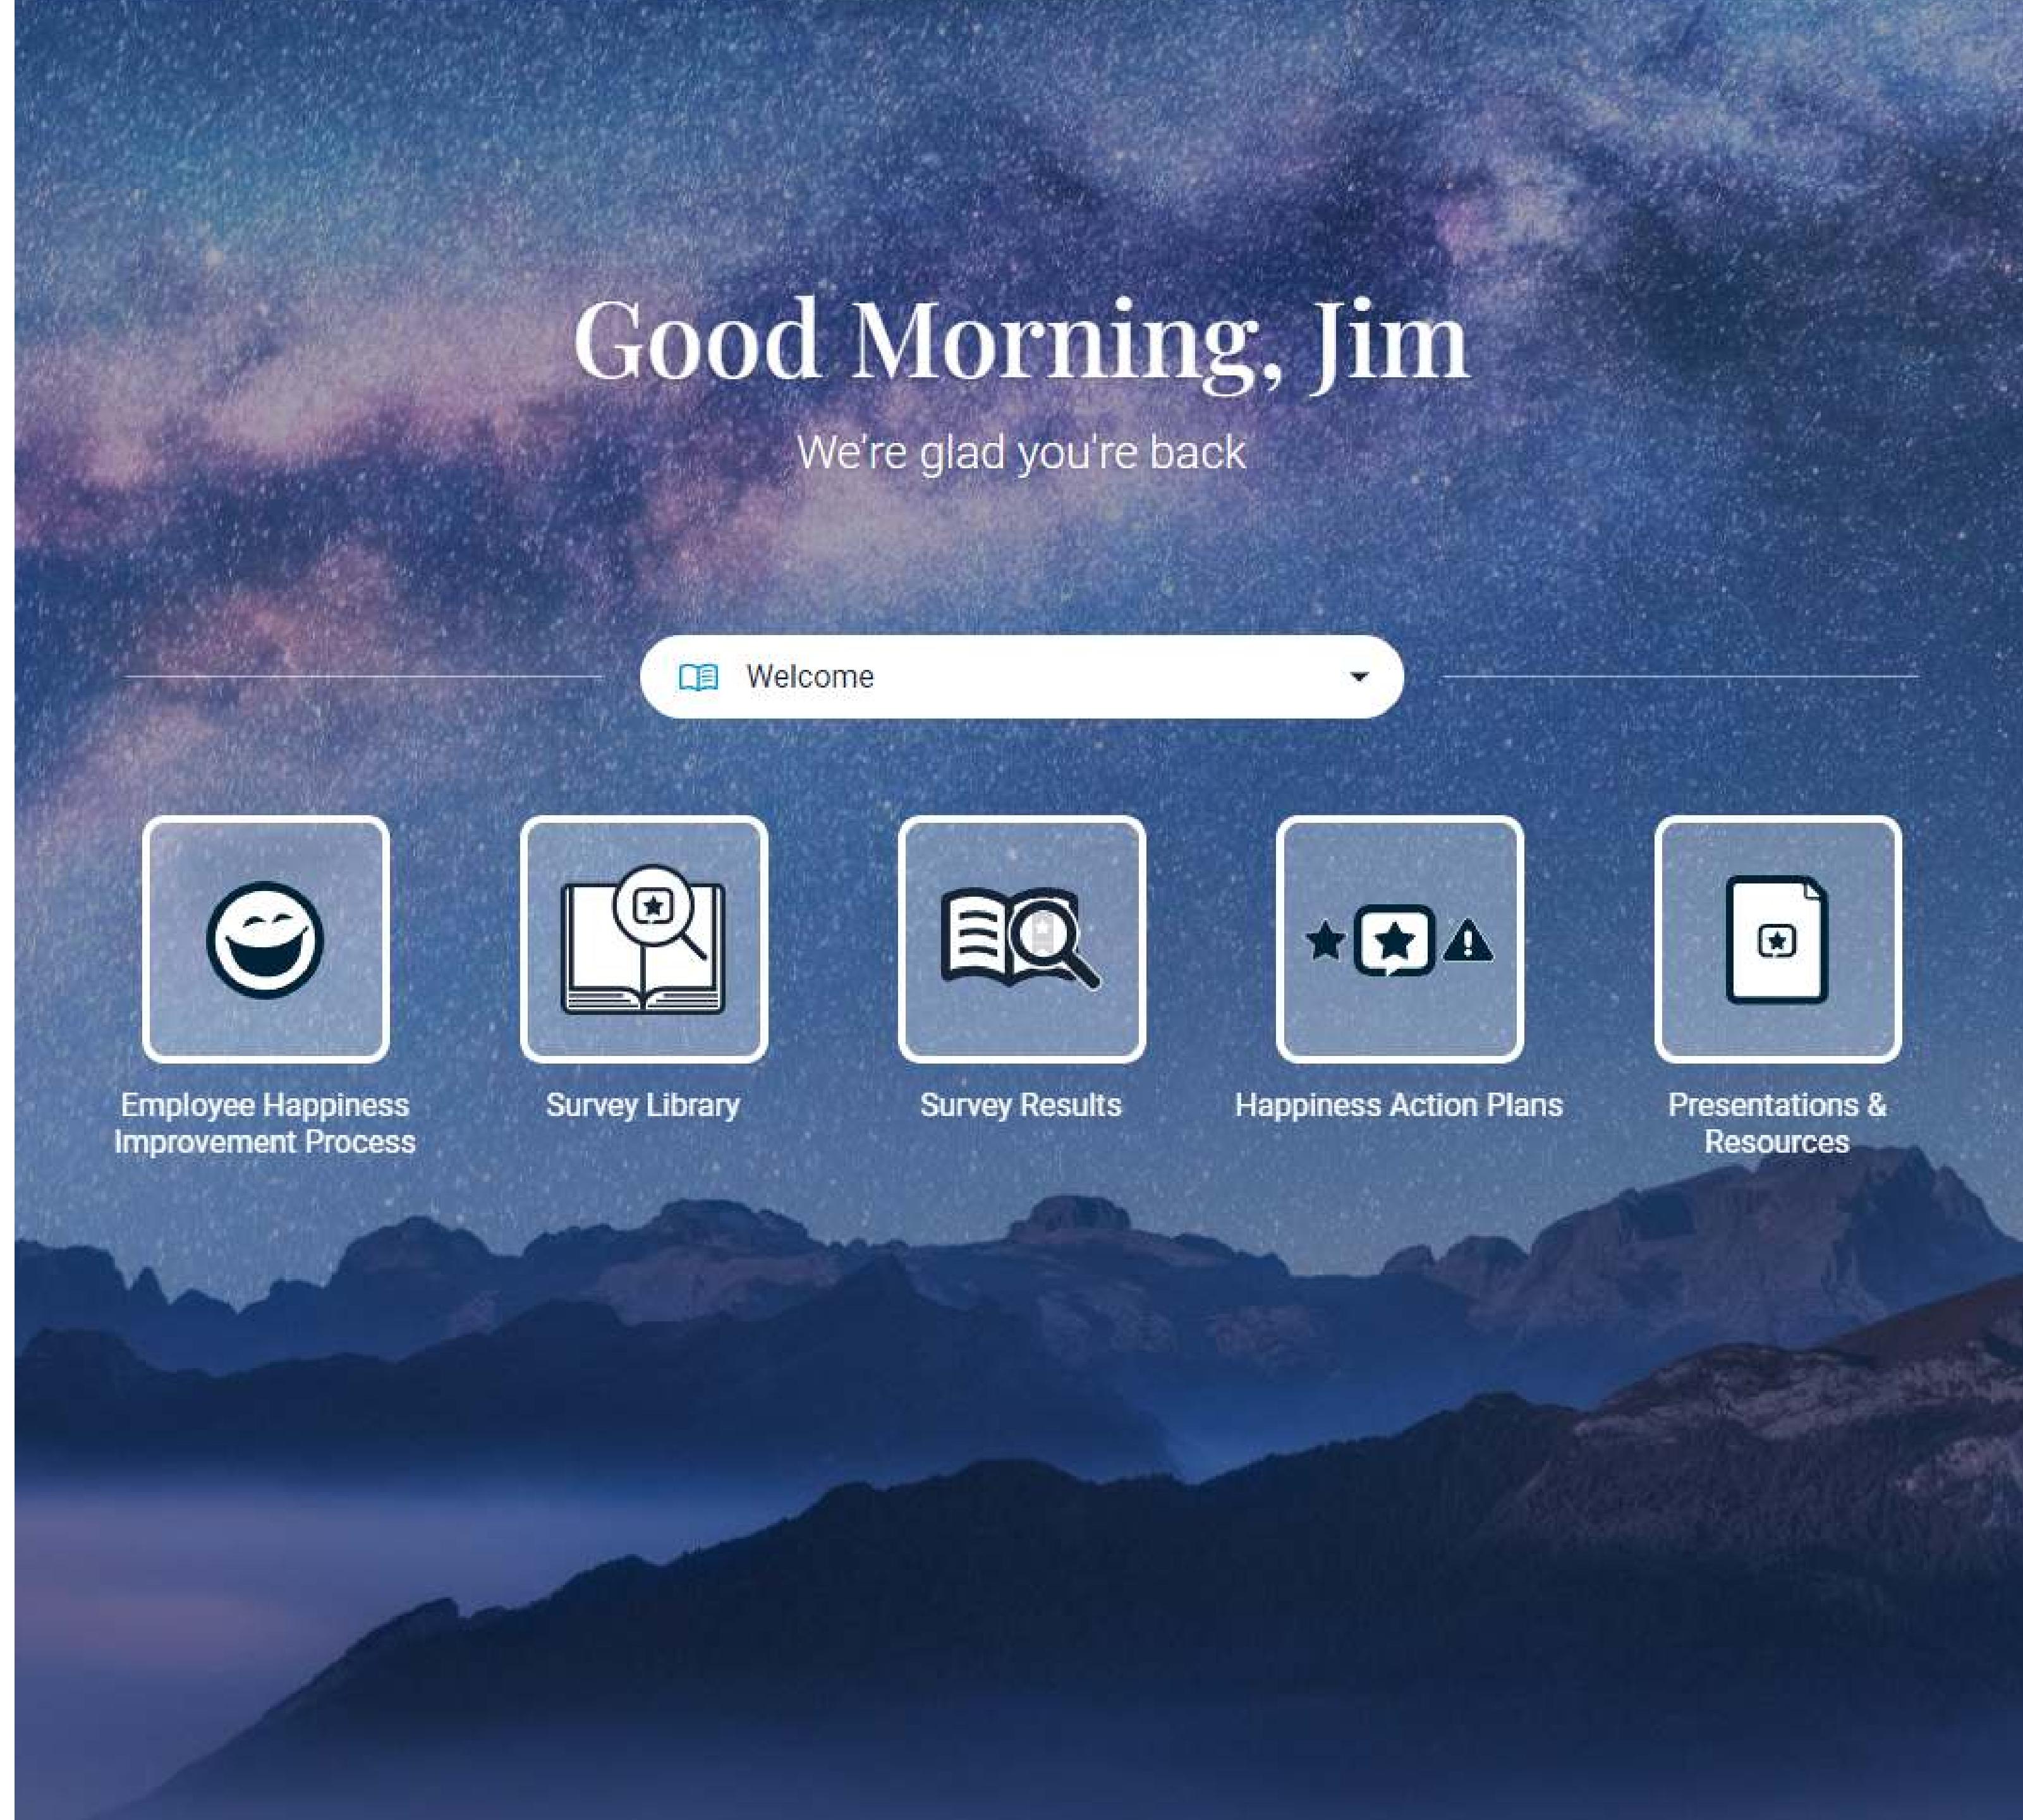 Good Morning, Jim
We're glad you're back
Welcome
Employee Happiness
Improvement Process
Survey Library
Survey Results
Happiness Action Plans
Presentations &
Resources